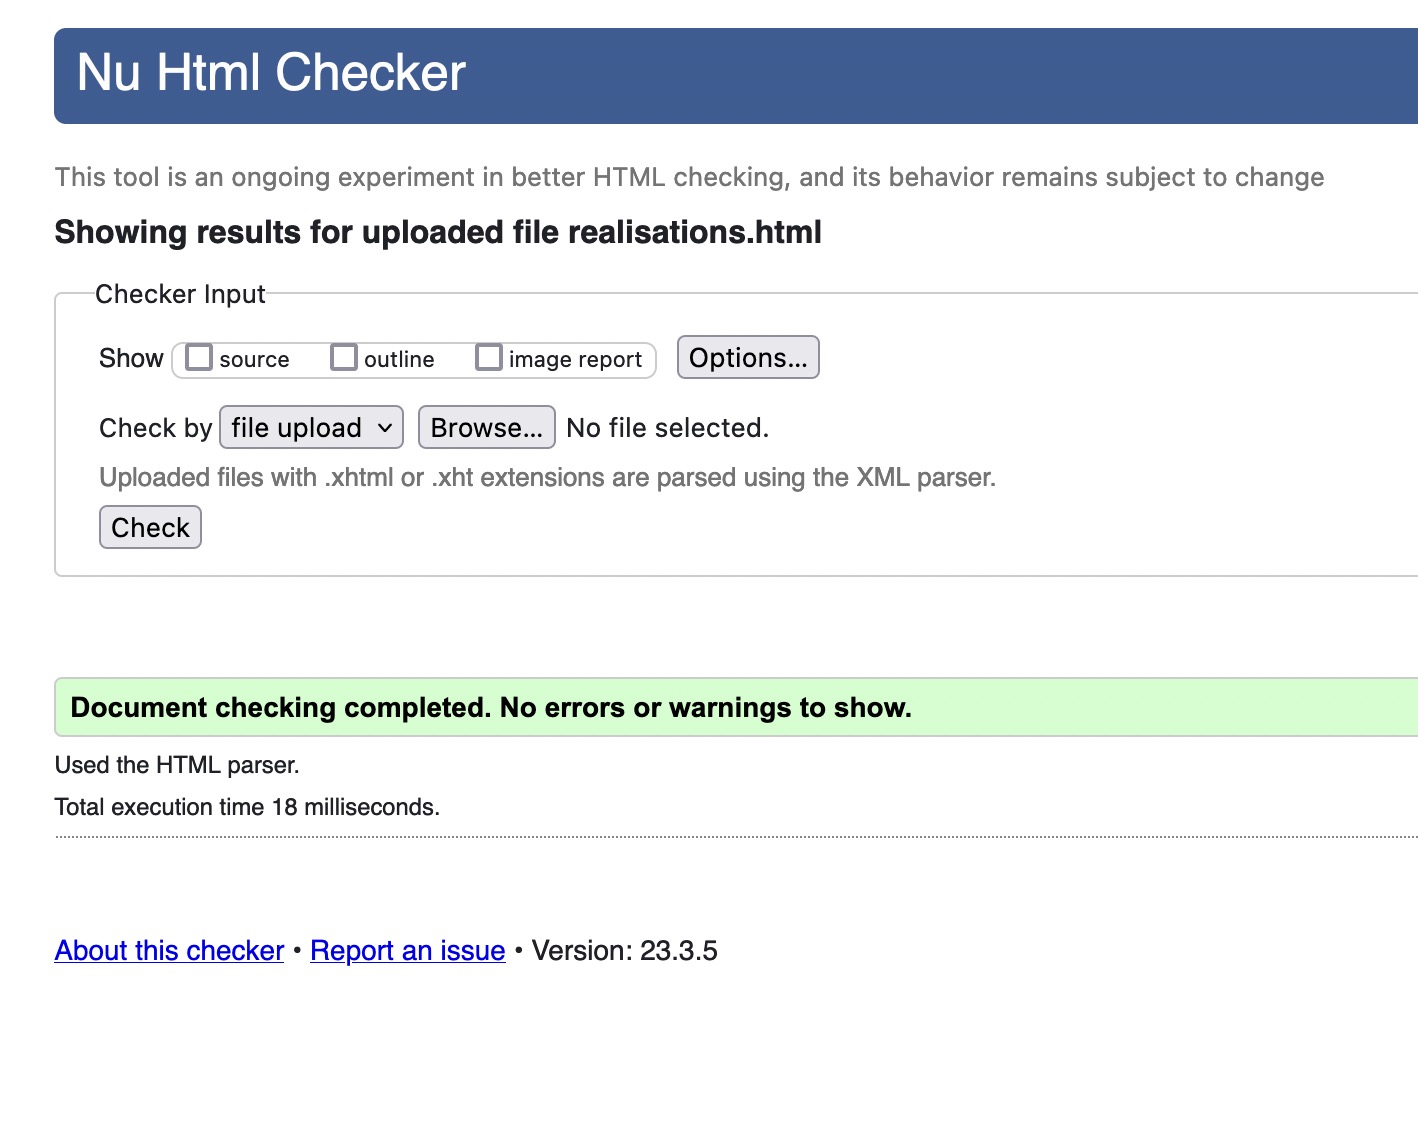 Nu Html Checker
This tool is an ongoing experiment in better HTML checking, and its behavior remains subject to change
Showing results for uploaded file realisations.html
Checker Input
Show source outline image report Options...
Check by file upload Browse... No file selected.
Uploaded files with .xhtml or .xht extensions are parsed using the XML parser.
Check
Document checking completed. No errors or warnings to show.
Used the HTML parser.
Total execution time 18 milliseconds.
About this checker • Report an issue • Version: 23.3.5